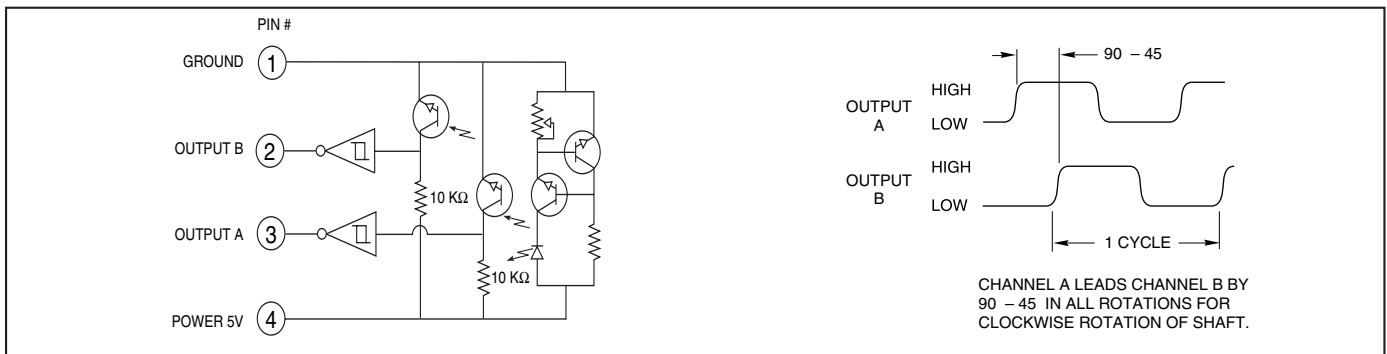 PIN #
GROUND 1
OUTPUT B 2
10 KΩ
OUTPUT A 3
10 KΩ
POWER 5V 4
90 – 45
OUTPUT
A
HIGH
LOW
OUTPUT
B
HIGH
LOW
1 CYCLE
CHANNEL A LEADS CHANNEL B BY
90 – 45 IN ALL ROTATIONS FOR
CLOCKWISE ROTATION OF SHAFT.